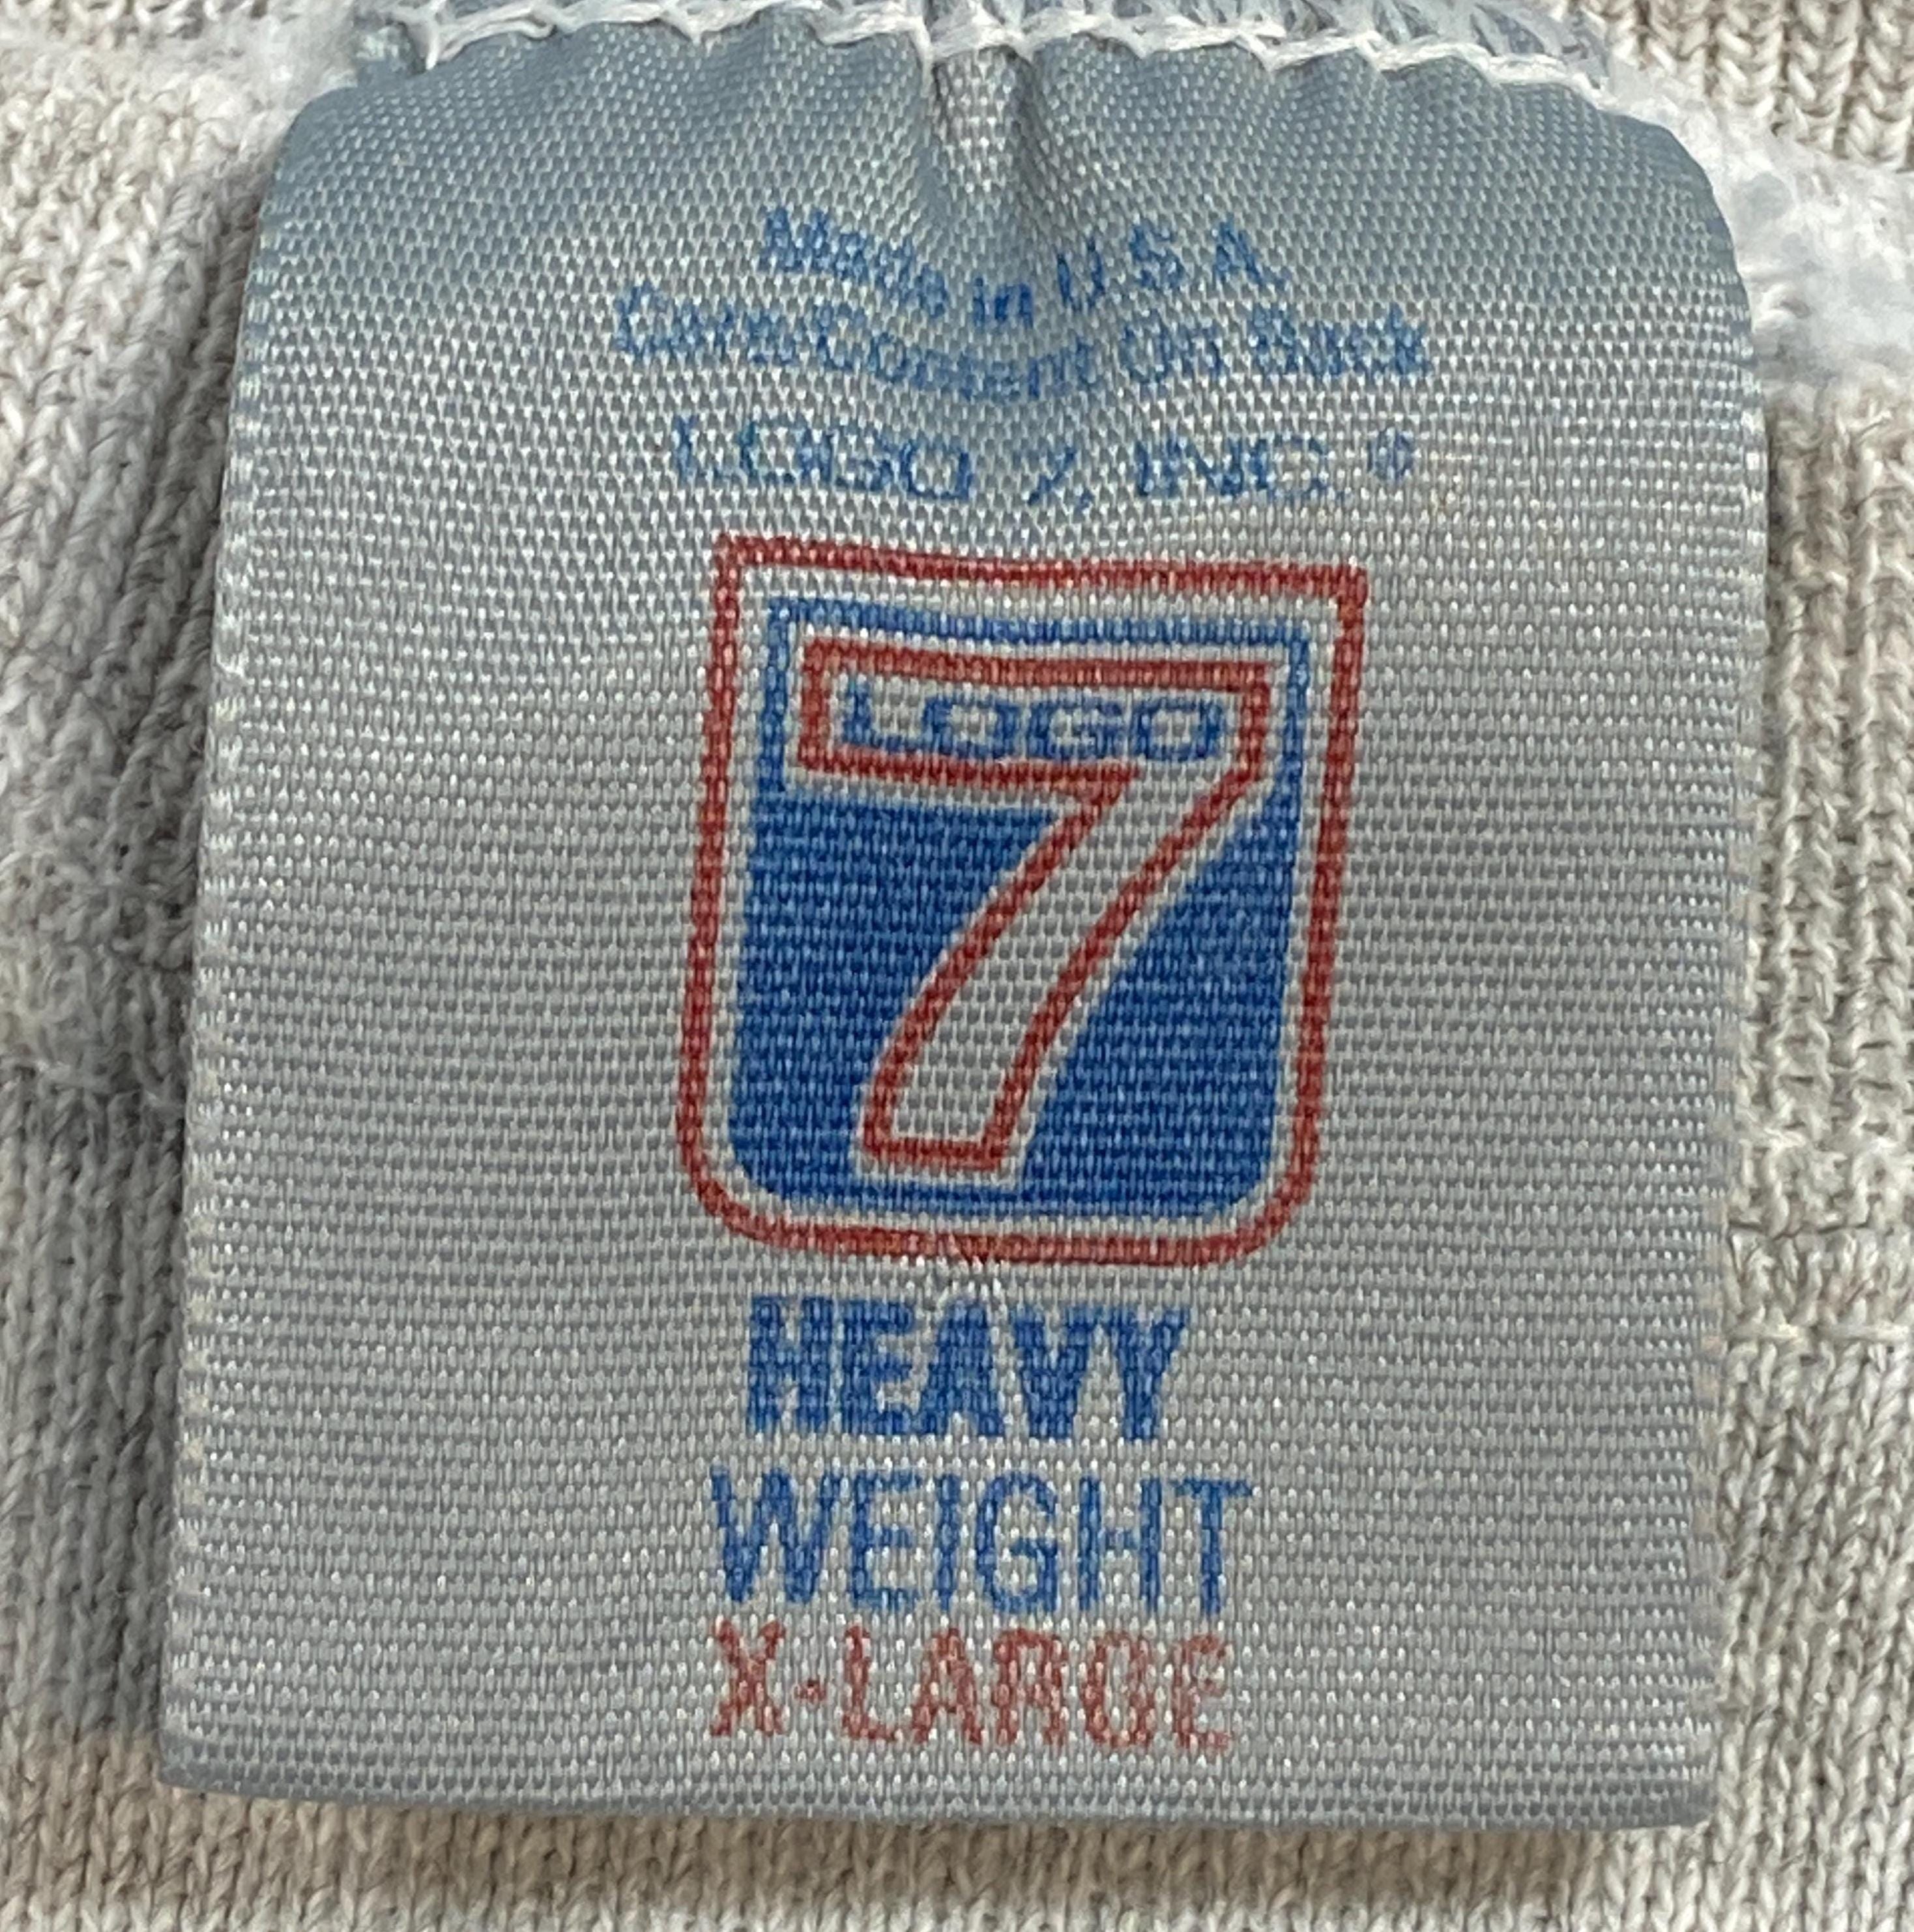 Made in U.S.A.
Care/Content On Back
LOGO 7, INC.®
LOGO
7
HEAVY
WEIGHT
X-LARGE